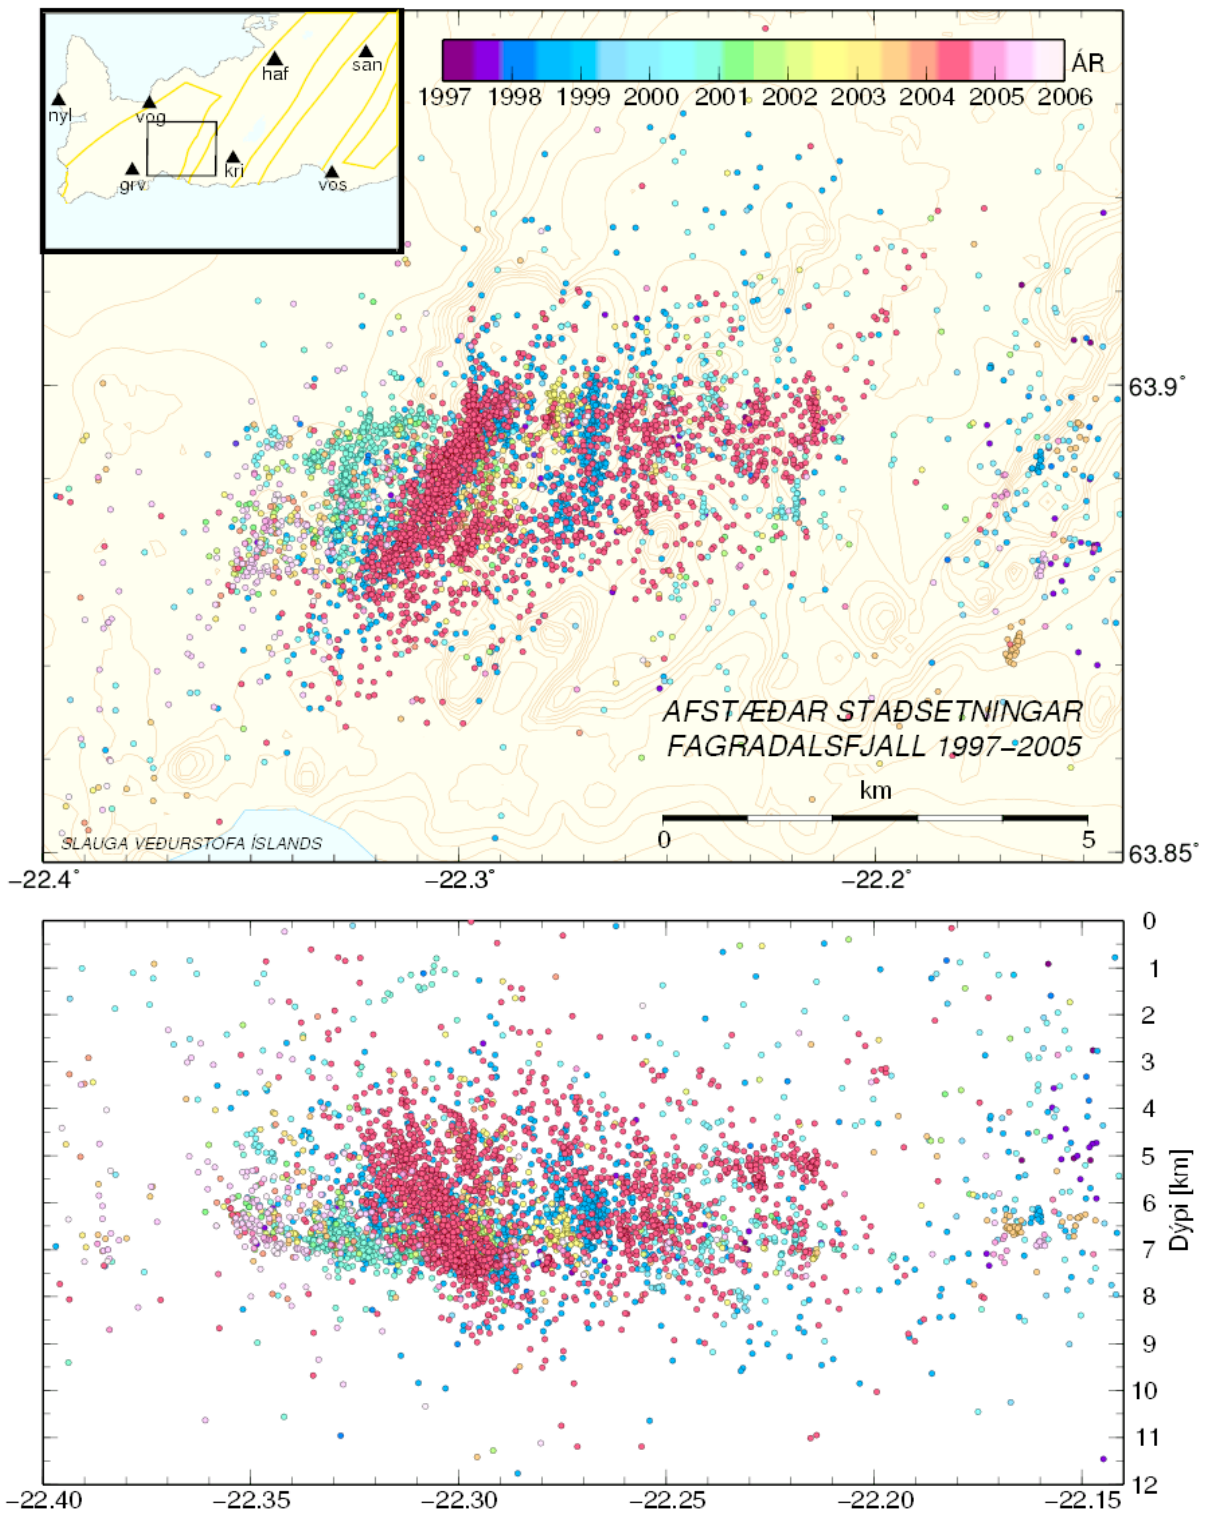 haf
san
nyl
vog
grv
kri
vos
ÁR
1997 1998 1999 2000 2001 2002 2003 2004 2005 2006
63.9°
AFSTÆÐAR STAÐSETNINGAR
FAGRADALSFJALL 1997–2005
km
0 5
SLAUGA VEÐURSTOFA ÍSLANDS
63.85°
−22.4° −22.3° −22.2°
0
1
2
3
4
5
6
7
8
9
10
11
12
Dýpi [km]
−22.40 −22.35 −22.30 −22.25 −22.20 −22.15